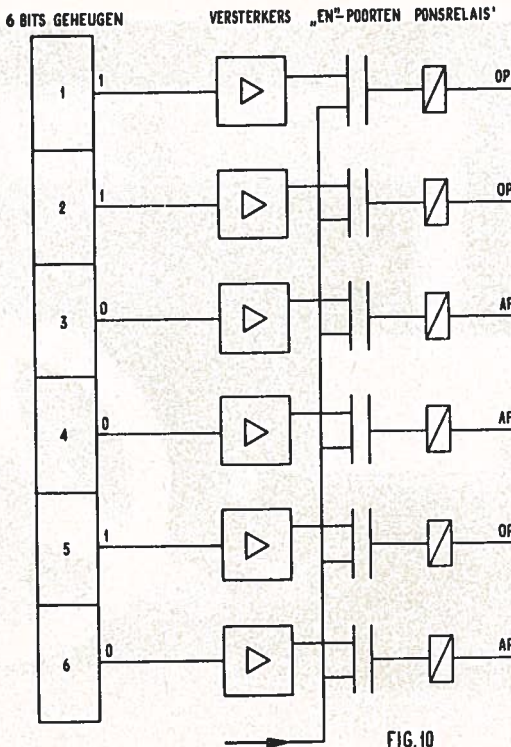 6 BITS GEHEUGEN VERSTERKERS „EN"-POORTEN PONSRELAIS'
1 1 OP
2 1 OP
3 0 AF
4 0 AF
5 1 OP
6 0 AF
FIG.10